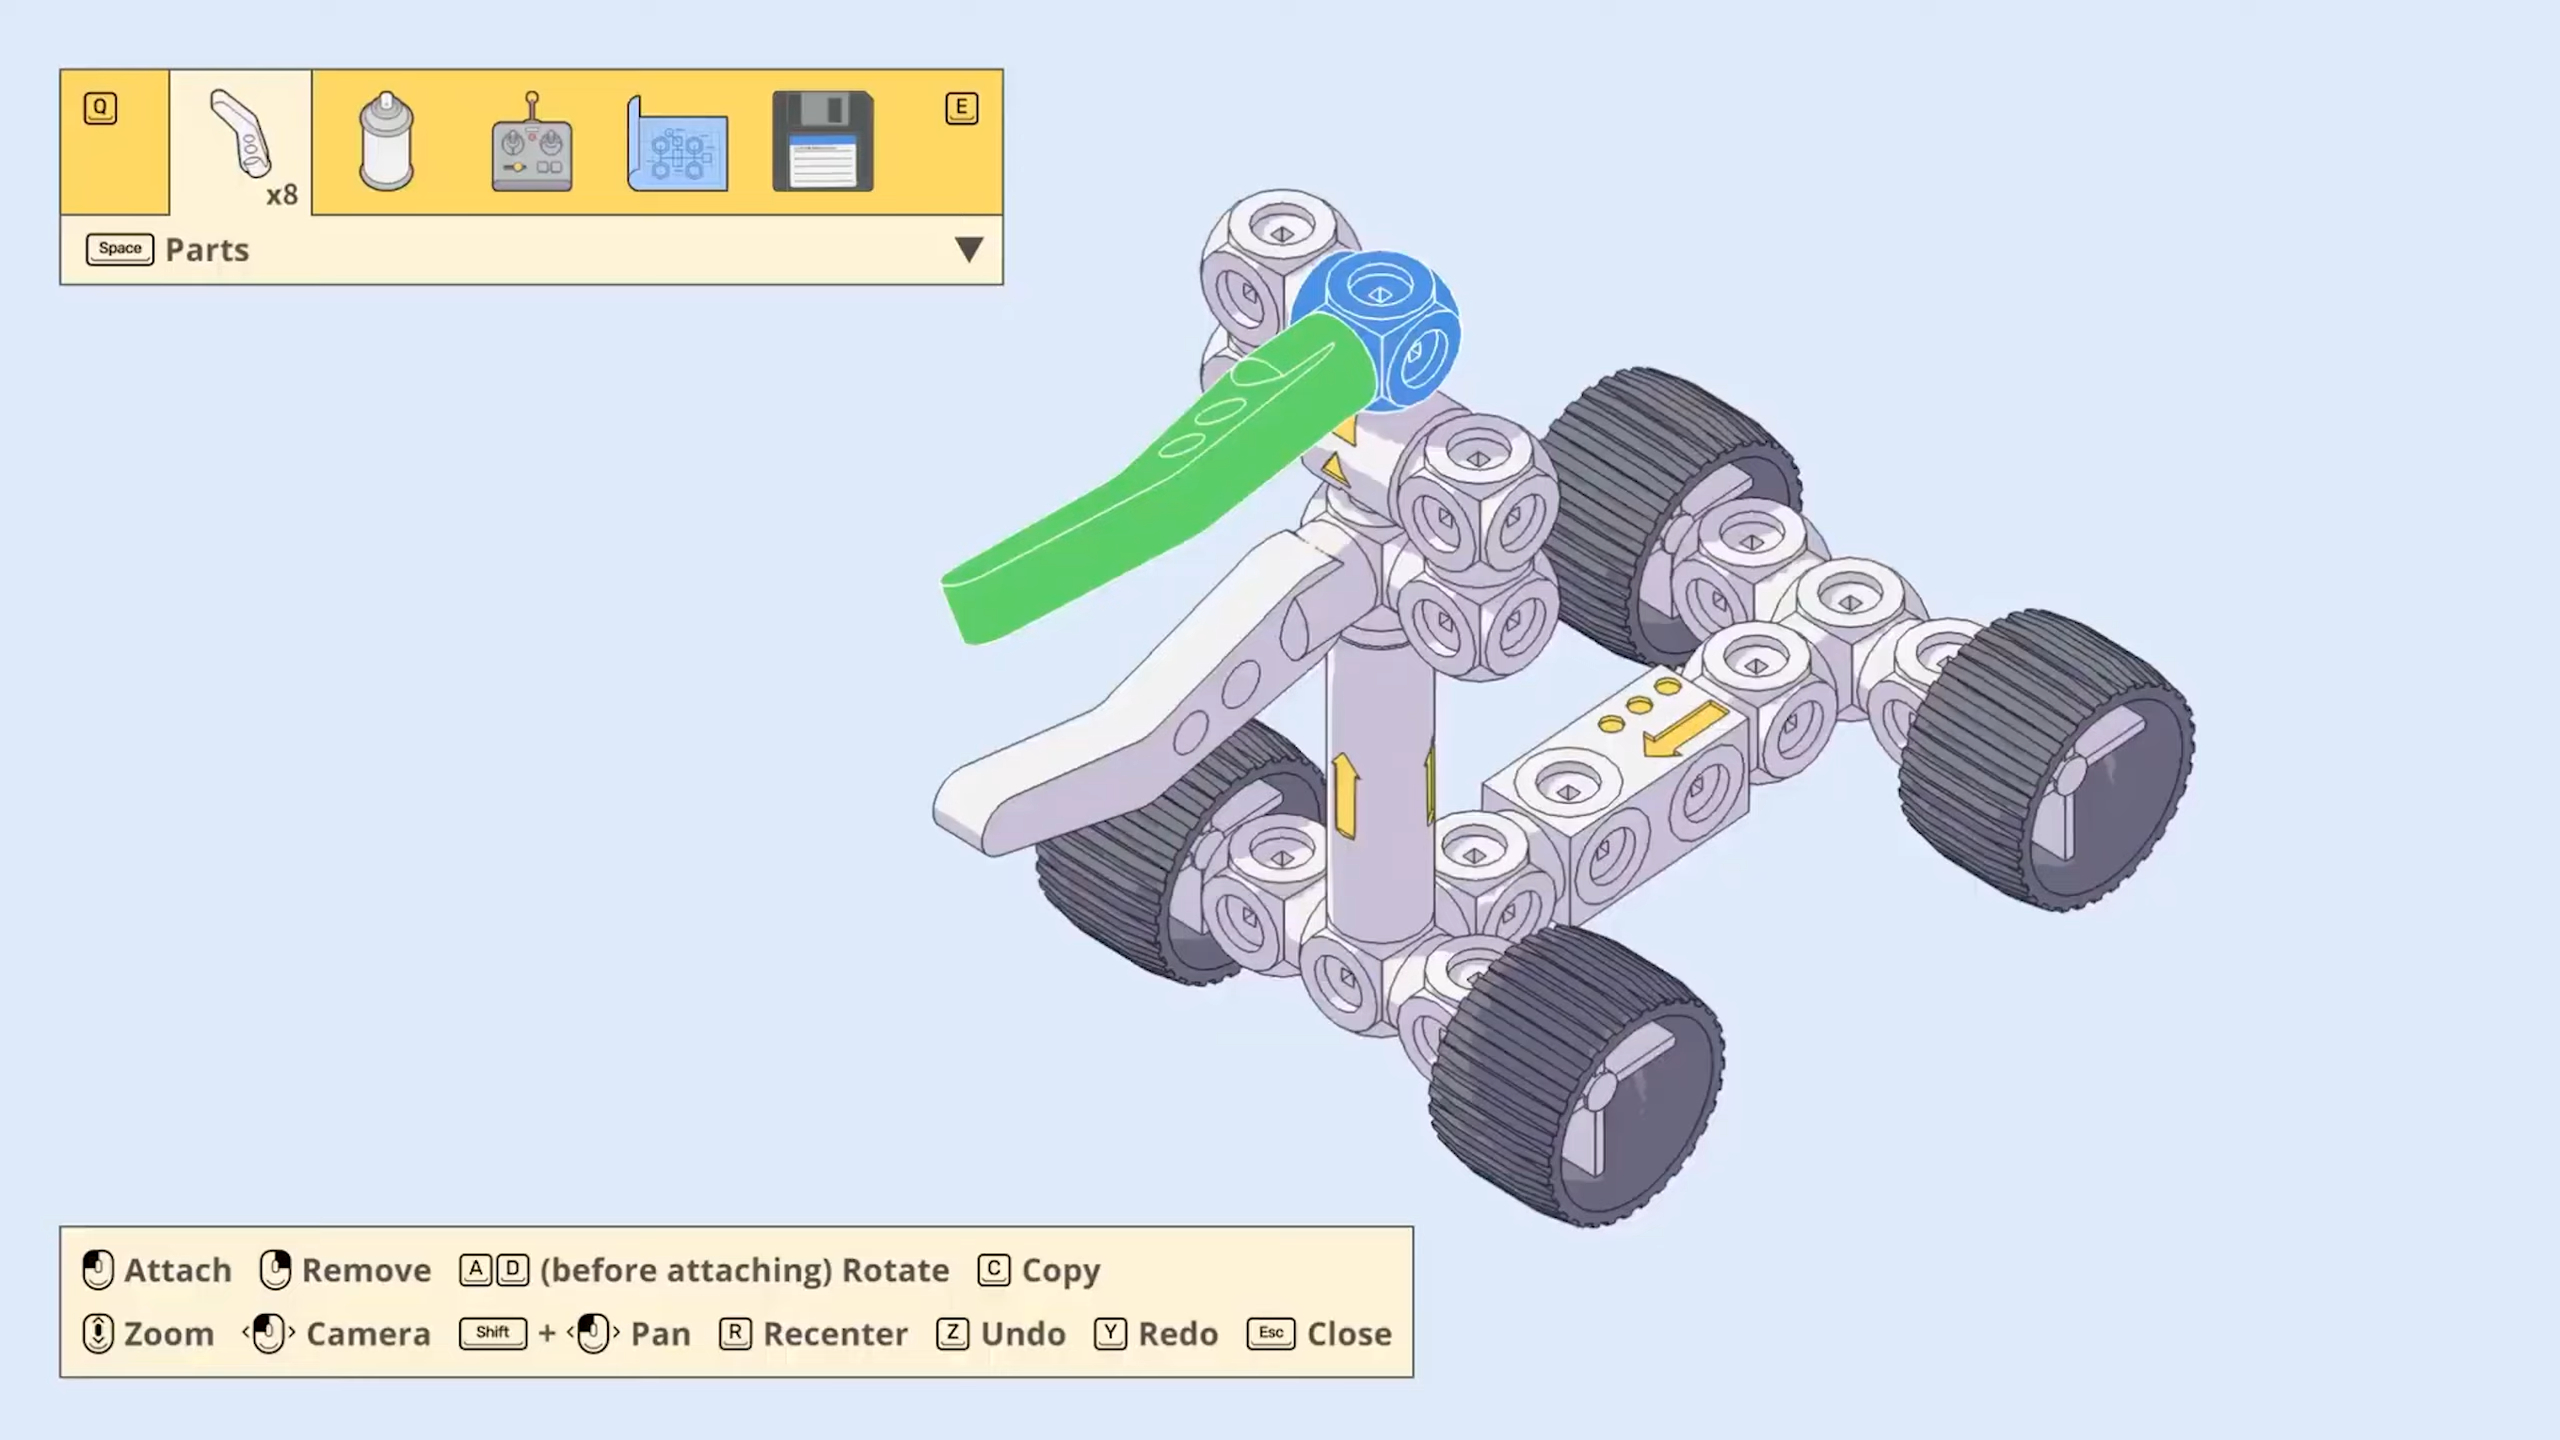 Q
x8
E
Space Parts
Attach Remove A D (before attaching) Rotate C Copy
Zoom Camera Shift + Pan R Recenter Z Undo Y Redo Esc Close